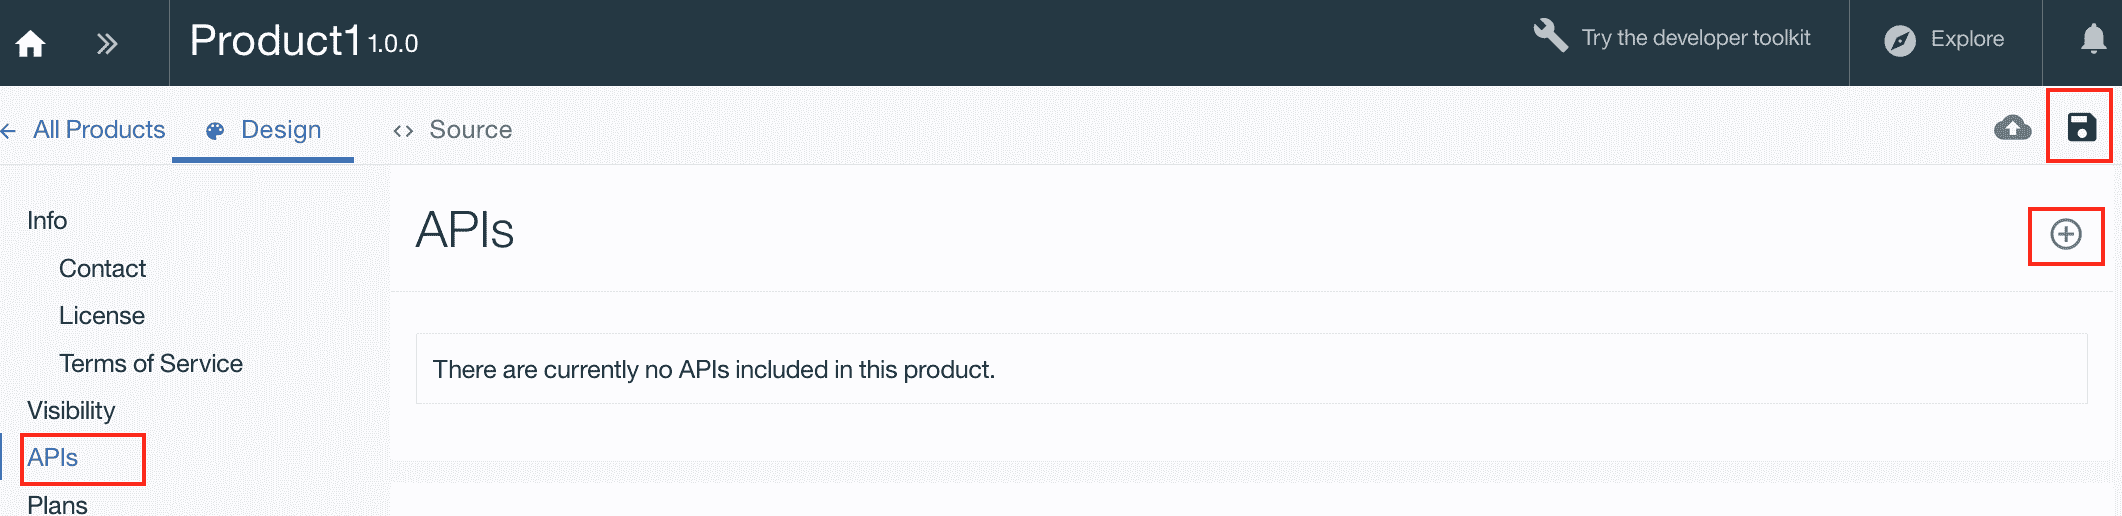 Product1 1.0.0
Try the developer toolkit
Explore
All Products
Design
Source
Info
Contact
License
Terms of Service
Visibility
APIs
Plans
APIs
There are currently no APIs included in this product.